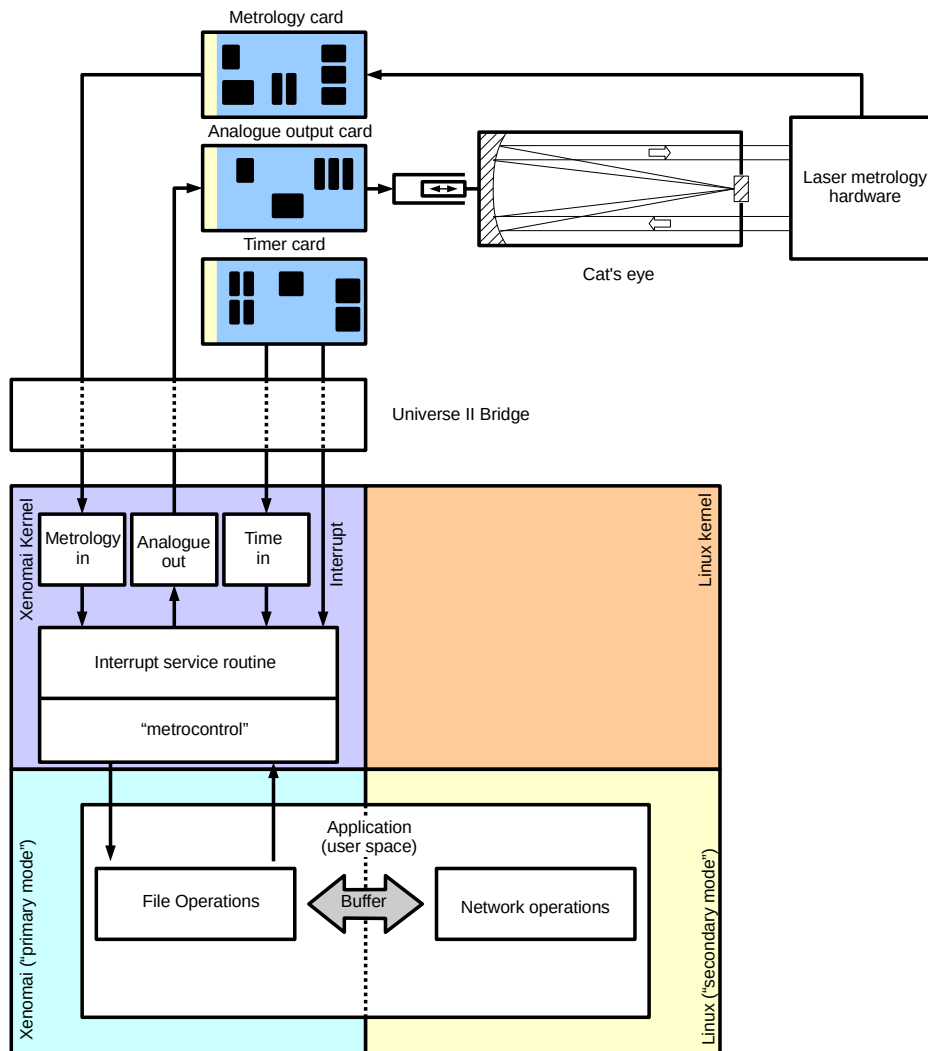 Metrology card
Analogue output card
Timer card
Laser metrology
hardware
Cat's eye
Universe II Bridge
Xenomai Kernel
Metrology
in
Analogue
out
Time
in
Interrupt
Linux kernel
Interrupt service routine
“metrocontrol”
Xenomai (“primary mode”)
Application
(user space)
File Operations
Buffer
Network operations
Linux (“secondary mode”)